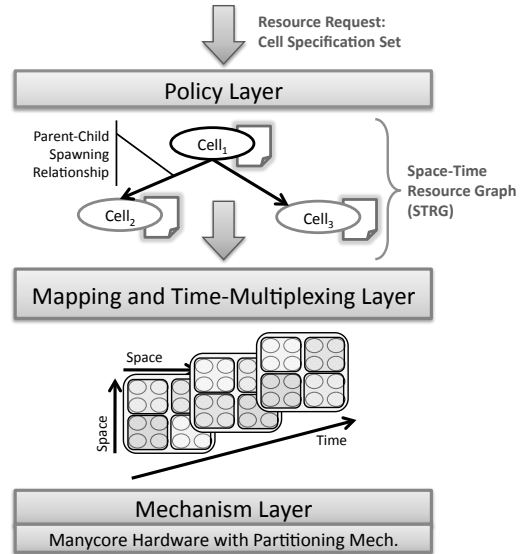 Resource Request:
Cell Specification Set
Policy Layer
Parent-Child
Spawning
Relationship
Cell1
Cell2
Cell3
Space-Time
Resource Graph
(STRG)
Mapping and Time-Multiplexing Layer
Space
Space
Time
Mechanism Layer
Manycore Hardware with Partitioning Mech.